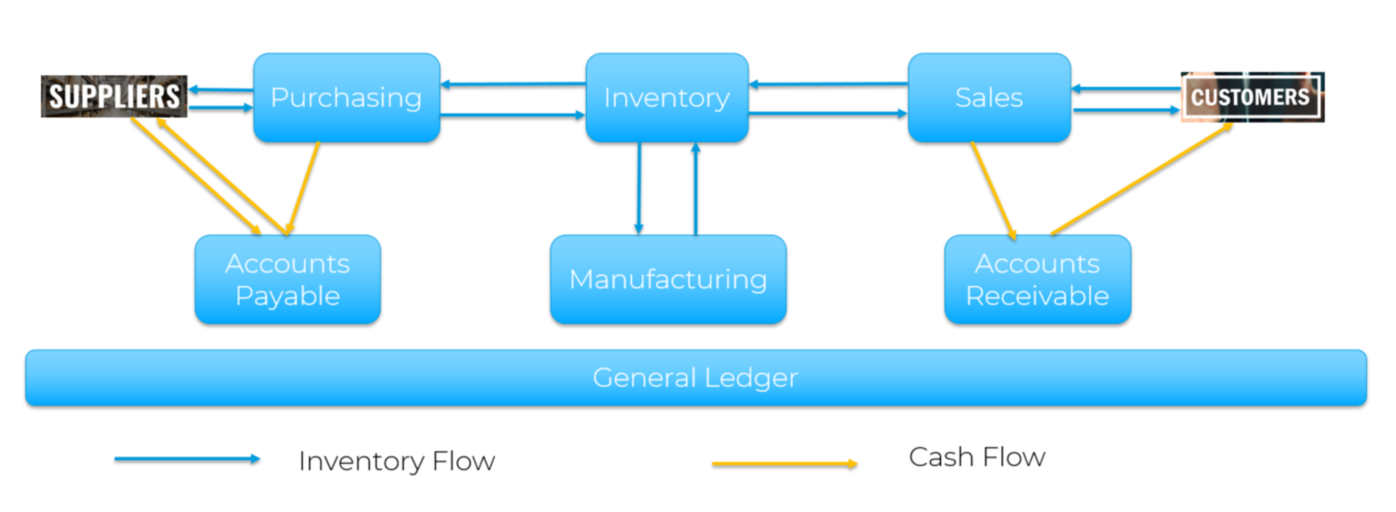 SUPPLIERS
Purchasing
Inventory
Sales
CUSTOMERS
Accounts
Payable
Manufacturing
Accounts
Receivable
General Ledger
Inventory Flow
Cash Flow